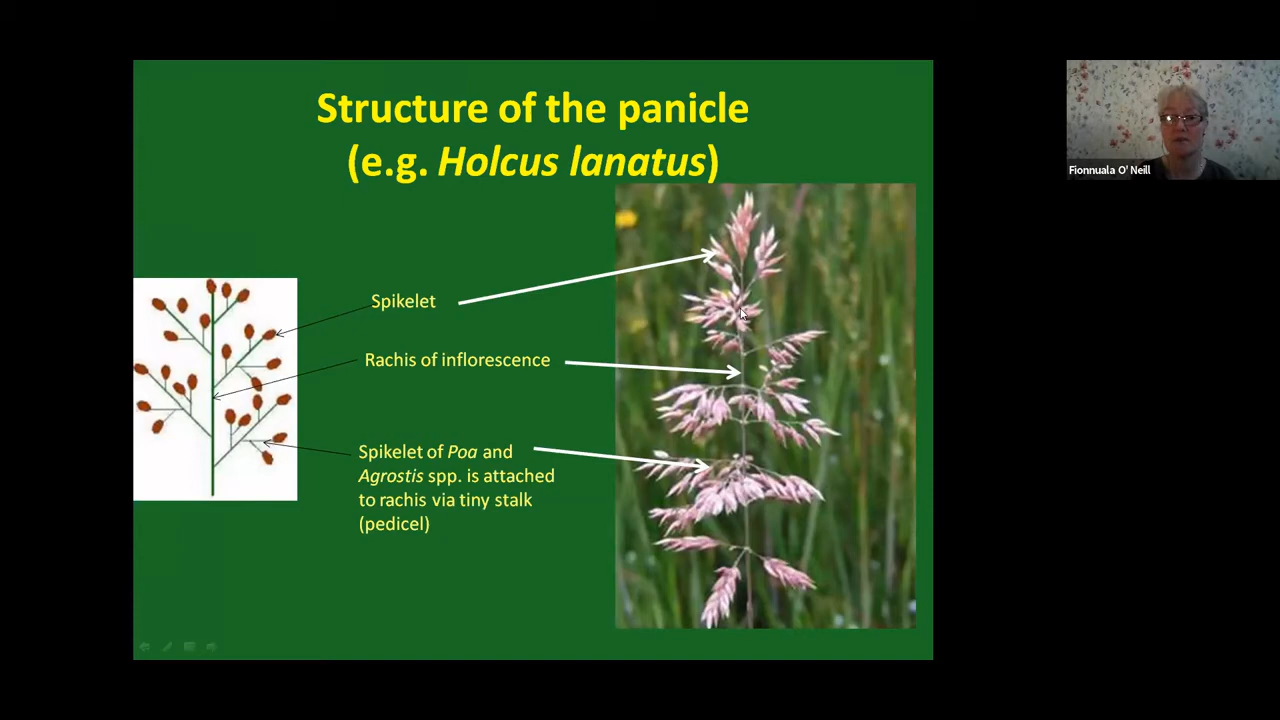 Structure of the panicle
(e.g. Holcus lanatus)
Spikelet
Rachis of inflorescence
Spikelet of Poa and
Agrostis spp. is attached
to rachis via tiny stalk
(pedicel)
Fionnuala O' Neill